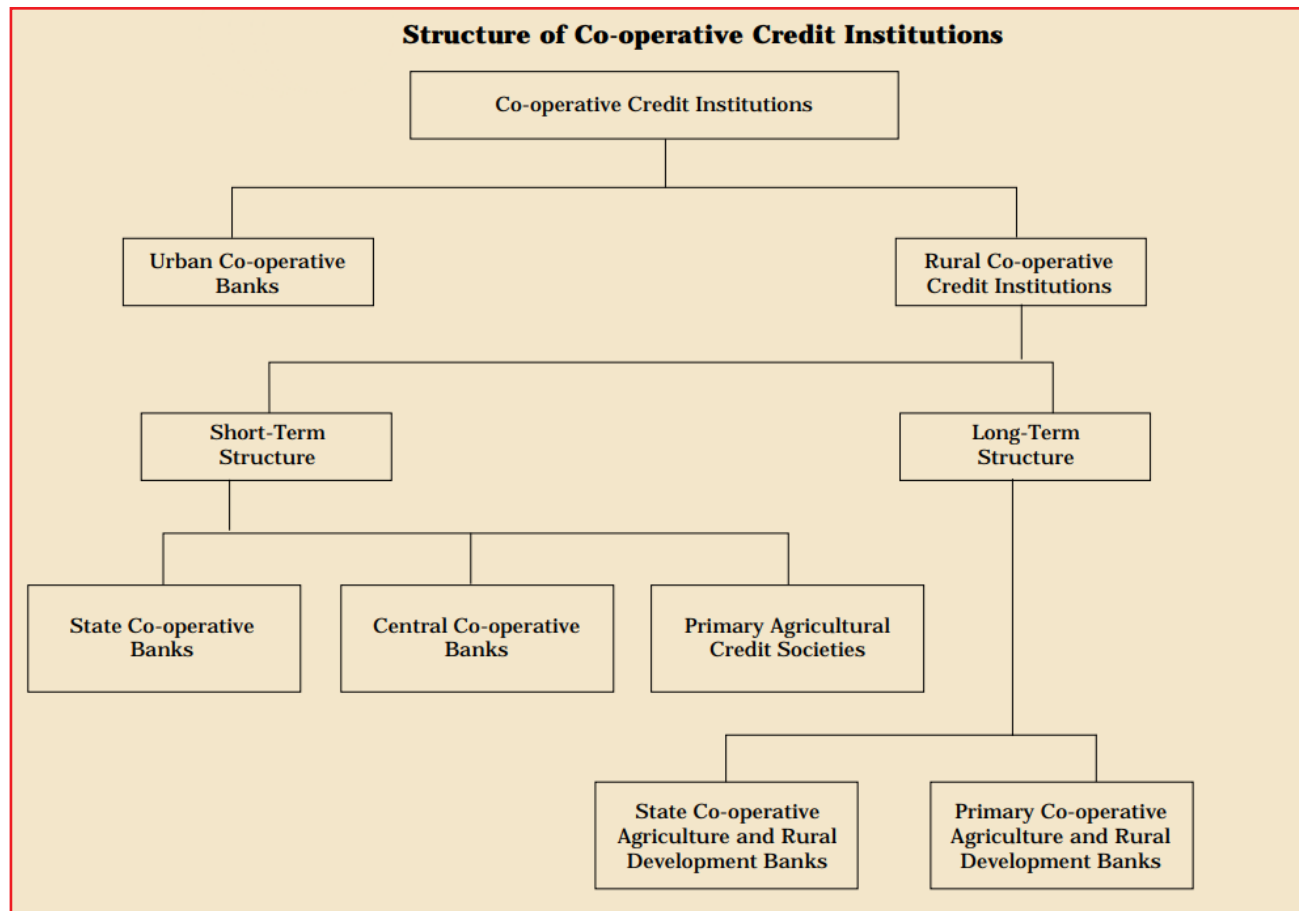 Structure of Co-operative Credit Institutions
Co-operative Credit Institutions
Urban Co-operative
Banks
Rural Co-operative
Credit Institutions
Short-Term
Structure
Long-Term
Structure
State Co-operative
Banks
Central Co-operative
Banks
Primary Agricultural
Credit Societies
State Co-operative
Agriculture and Rural
Development Banks
Primary Co-operative
Agriculture and Rural
Development Banks